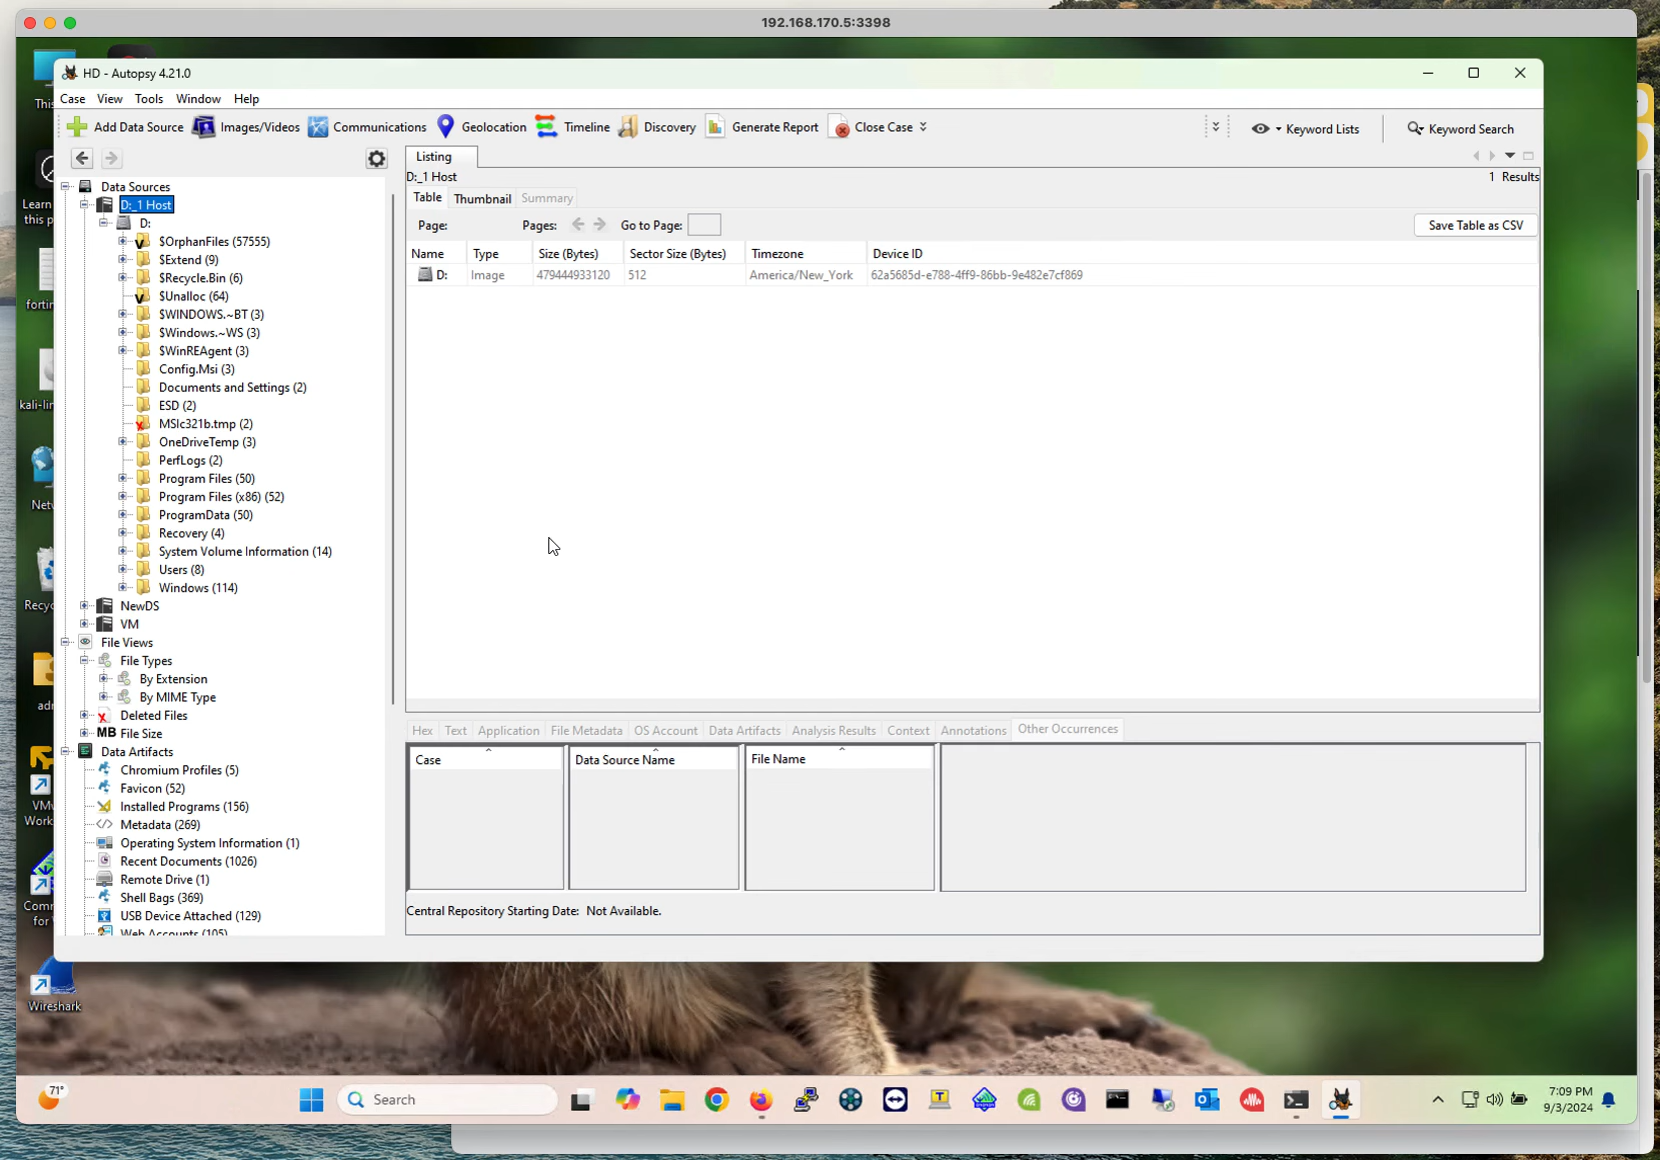 192.168.170.5:3398
HD - Autopsy 4.21.0
Case View Tools Window Help
Add Data Source Images/Videos Communications Geolocation Timeline Discovery Generate Report Close Case Keyword Lists Keyword Search
Listing
D:_1 Host
1 Results
Table Thumbnail Summary
Page: Pages: Go to Page: Save Table as CSV
Name Type Size (Bytes) Sector Size (Bytes) Timezone Device ID
D: Image 479444933120 512 America/New_York 62a5685d-e788-4ff9-86bb-9e482e7cf869
Data Sources
D:_1 Host
D:
$OrphanFiles (57555)
$Extend (9)
$Recycle.Bin (6)
$Unalloc (64)
$WINDOWS.~BT (3)
$Windows.~WS (3)
$WinREAgent (3)
Config.Msi (3)
Documents and Settings (2)
ESD (2)
MSIc321b.tmp (2)
OneDriveTemp (3)
PerfLogs (2)
Program Files (50)
Program Files (x86) (52)
ProgramData (50)
Recovery (4)
System Volume Information (14)
Users (8)
Windows (114)
NewDS
VM
File Views
File Types
By Extension
By MIME Type
Deleted Files
MB File Size
Data Artifacts
Chromium Profiles (5)
Favicon (52)
Installed Programs (156)
Metadata (269)
Operating System Information (1)
Recent Documents (1026)
Remote Drive (1)
Shell Bags (369)
USB Device Attached (129)
Web Accounts (105)
Hex Text Application File Metadata OS Account Data Artifacts Analysis Results Context Annotations Other Occurrences
Case Data Source Name File Name
Central Repository Starting Date: Not Available.
This
Learn
this p
fortin
kali-lin
Netv
Recyc
adr
VMv
Work
Comm
for V
Wireshark
71°
Search
7:09 PM
9/3/2024